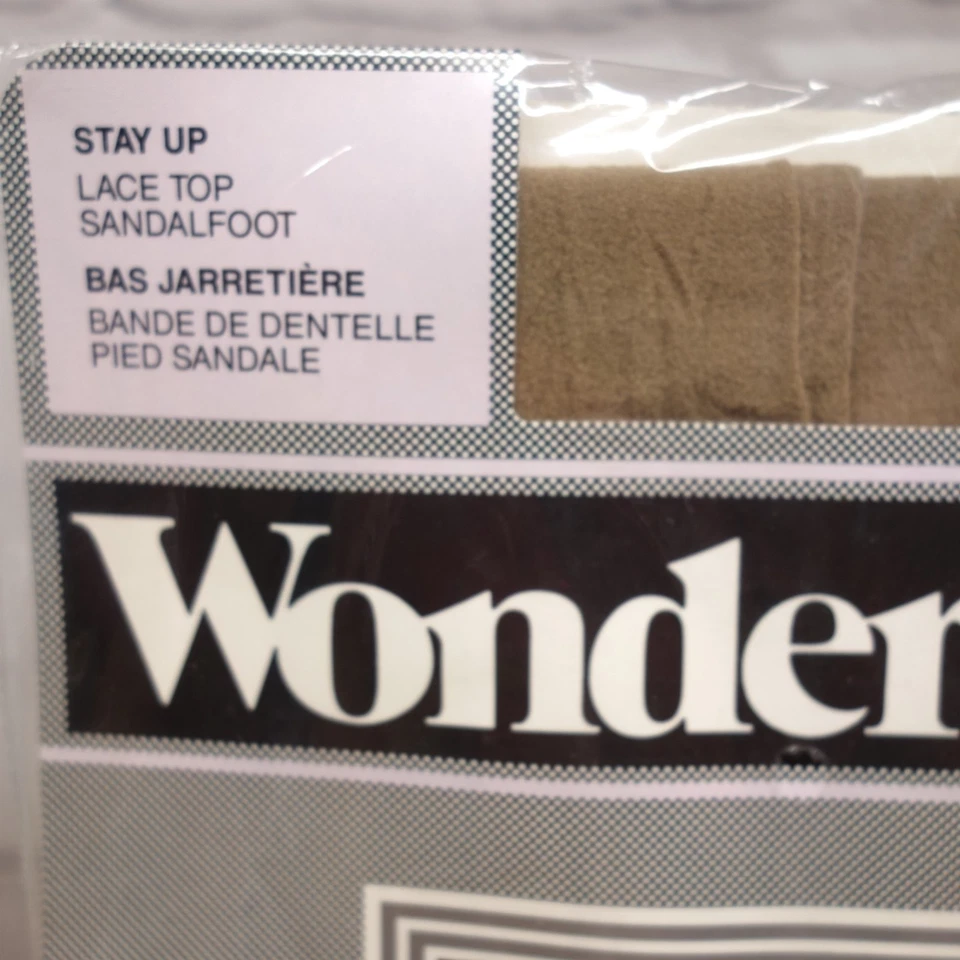 STAY UP
LACE TOP
SANDALFOOT
BAS JARRETIÈRE
BANDE DE DENTELLE
PIED SANDALE
Wonder